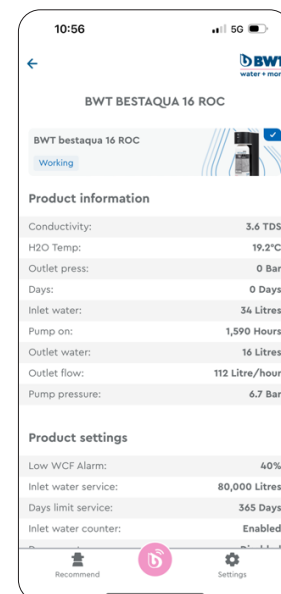 10:56
5G
BWT
water + mor
BWT BESTAQUA 16 ROC
BWT bestaqua 16 ROC
Working
Product information
Conductivity: 3.6 TDS
H2O Temp: 19.2°C
Outlet press: 0 Bar
Days: 0 Days
Inlet water: 34 Litres
Pump on: 1,590 Hours
Outlet water: 16 Litres
Outlet flow: 112 Litre/hour
Pump pressure: 6.7 Bar
Product settings
Low WCF Alarm: 40%
Inlet water service: 80,000 Litres
Days limit service: 365 Days
Inlet water counter: Enabled
Recommend
Settings